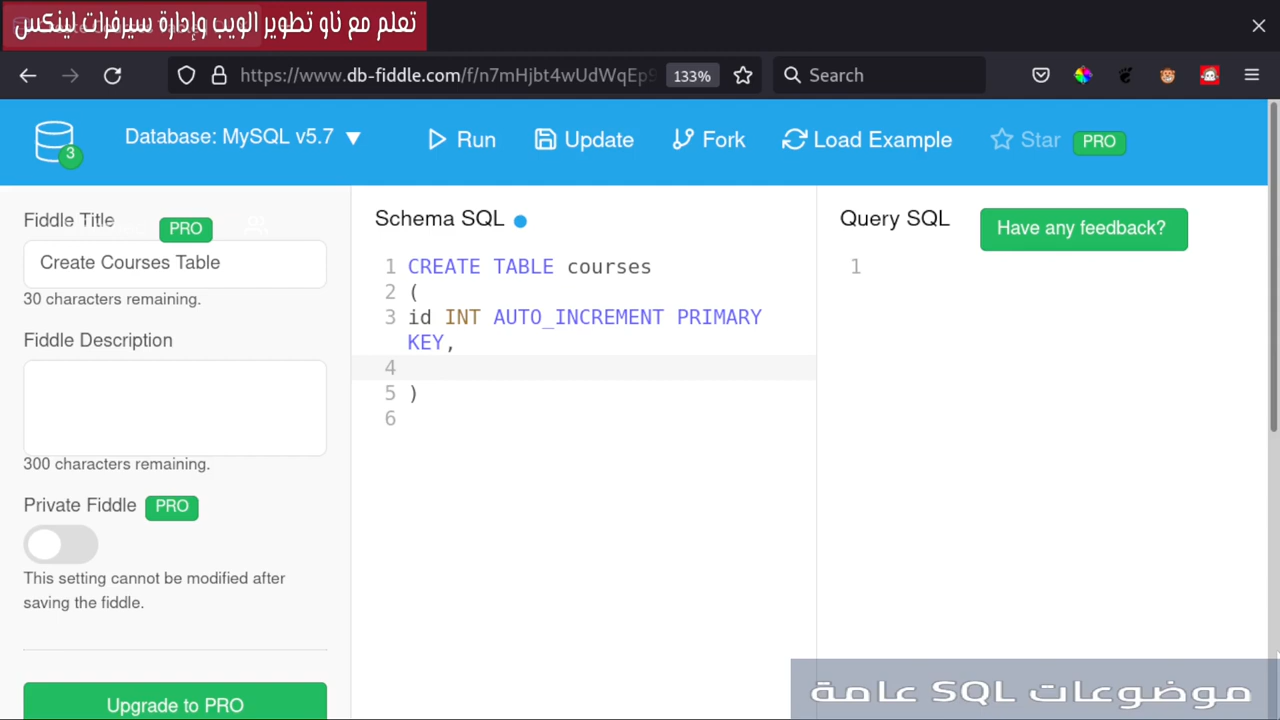 تعلم مع ناو تطوير الويب وإدارة سيرفرات لينكس
https://www.db-fiddle.com/f/n7mHjbt4wUdWqEp9
133%
Search
3
Database: MySQL v5.7
Run
Update
Fork
Load Example
Star
PRO
Fiddle Title
PRO
Create Courses Table
30 characters remaining.
Fiddle Description
300 characters remaining.
Private Fiddle
PRO
This setting cannot be modified after
saving the fiddle.
Upgrade to PRO
Schema SQL
1 CREATE TABLE courses
2 (
3 id INT AUTO_INCREMENT PRIMARY
KEY,
4
5 )
6
Query SQL
Have any feedback?
1
موضوعات SQL عامة